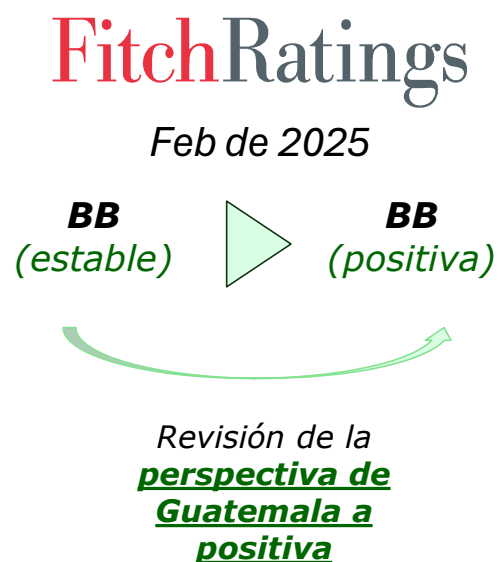 FitchRatings
Feb de 2025
BB
(estable)
BB
(positiva)
Revisión de la
perspectiva de
Guatemala a
positiva